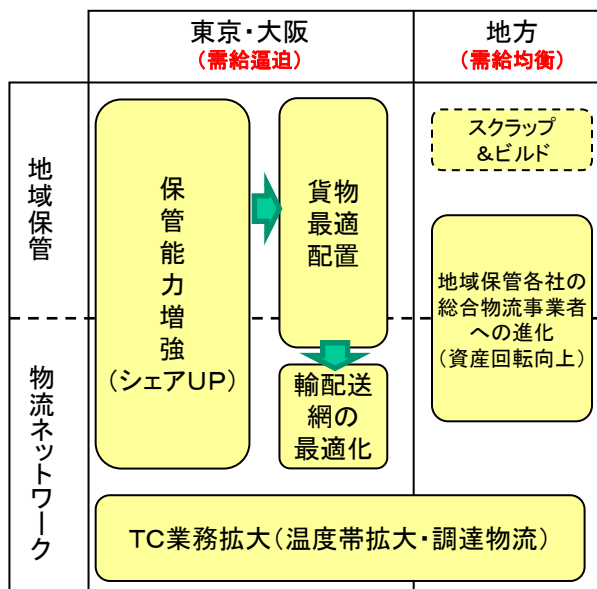 東京・大阪
(需給逼迫)
地方
(需給均衡)
地域保管
保管能力増強
(シェアUP)
貨物
最適
配置
スクラップ
&ビルド
地域保管各社の
総合物流事業者
への進化
(資産回転向上)
物流ネットワーク
輸配送
網の
最適化
TC業務拡大(温度帯拡大・調達物流)